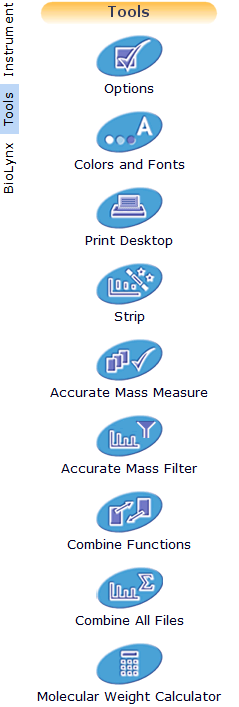 Instrument
Tools
BioLynx
Tools
Options
A
Colors and Fonts
Print Desktop
Strip
Accurate Mass Measure
Accurate Mass Filter
Combine Functions
Σ
Combine All Files
Molecular Weight Calculator